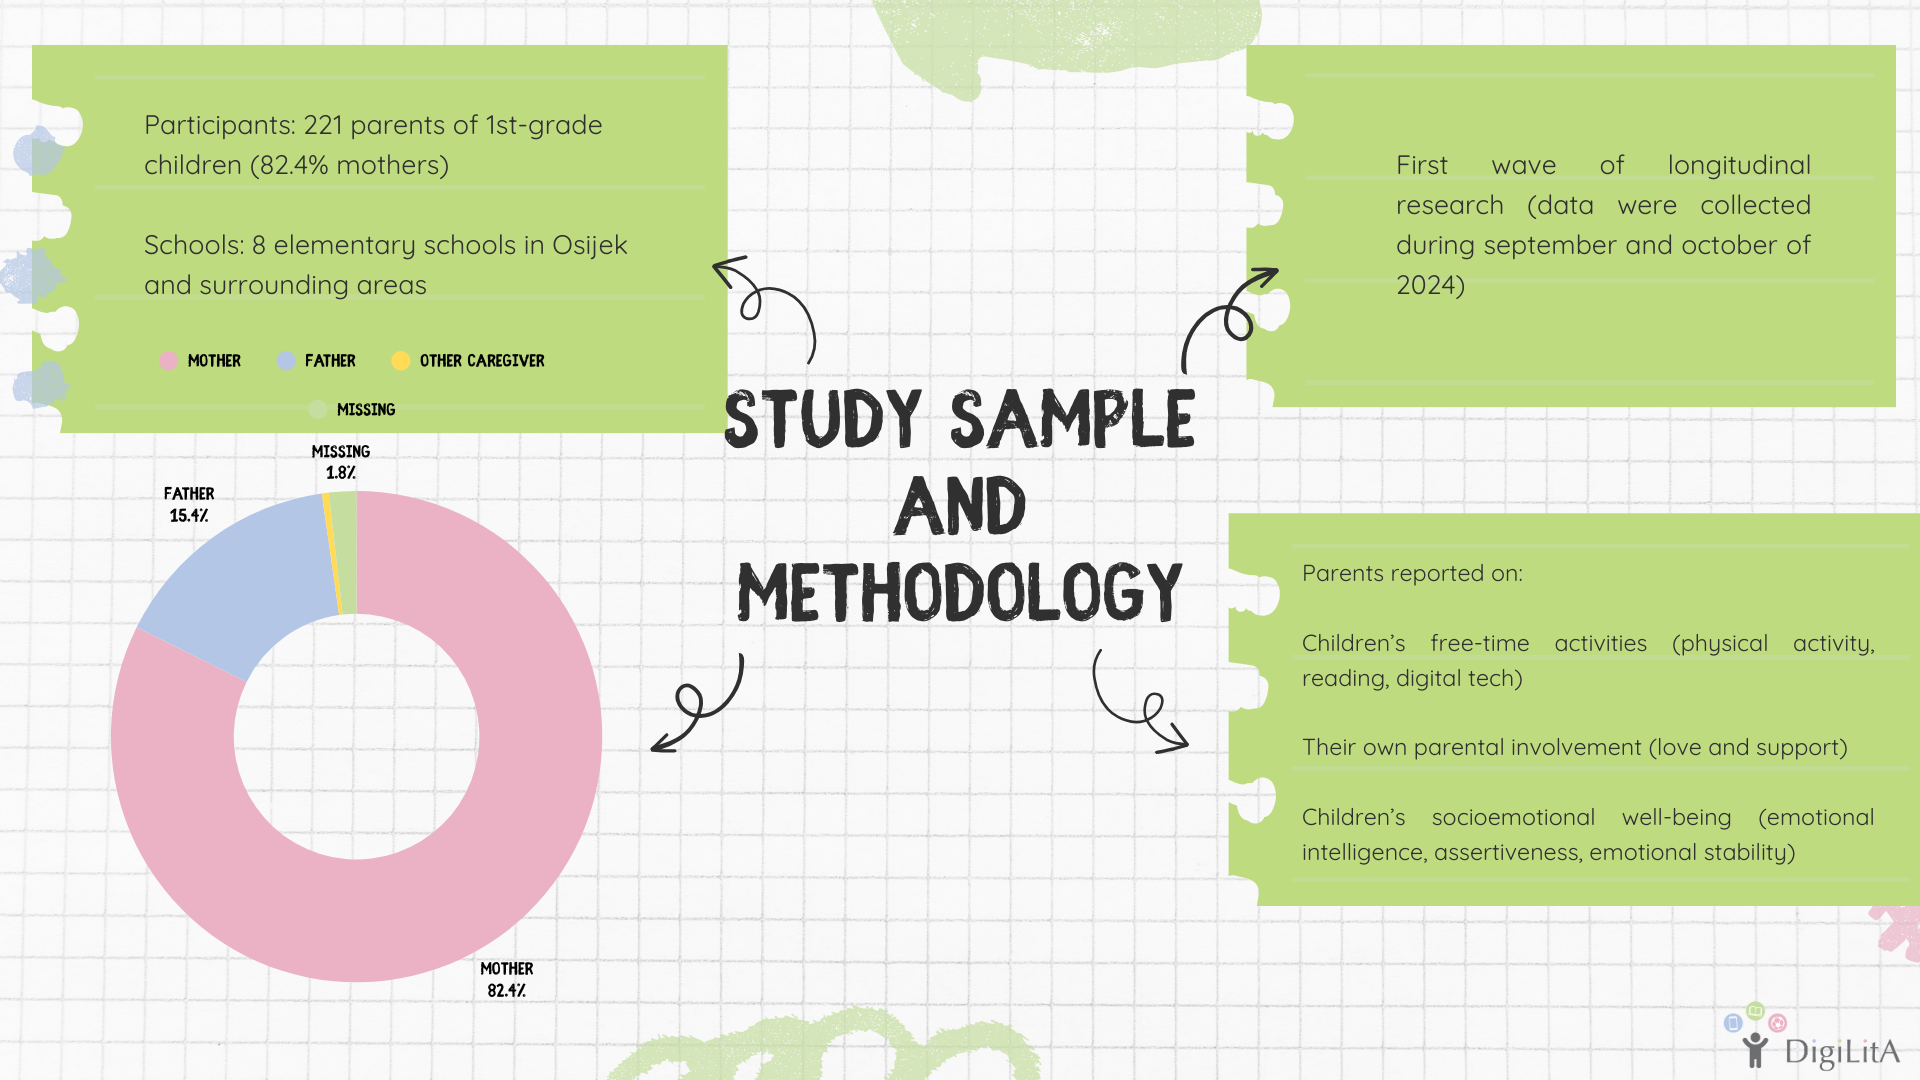 Participants: 221 parents of 1st-grade
children (82.4% mothers)
Schools: 8 elementary schools in Osijek
and surrounding areas
MOTHER
FATHER
OTHER CAREGIVER
MISSING
MISSING
1.8%
FATHER
15.4%
MOTHER
82.4%
STUDY SAMPLE
AND
METHODOLOGY
First wave of longitudinal
research (data were collected
during september and october of
2024)
Parents reported on:
Children’s free-time activities (physical activity,
reading, digital tech)
Their own parental involvement (love and support)
Children’s socioemotional well-being (emotional
intelligence, assertiveness, emotional stability)
DigiLitA